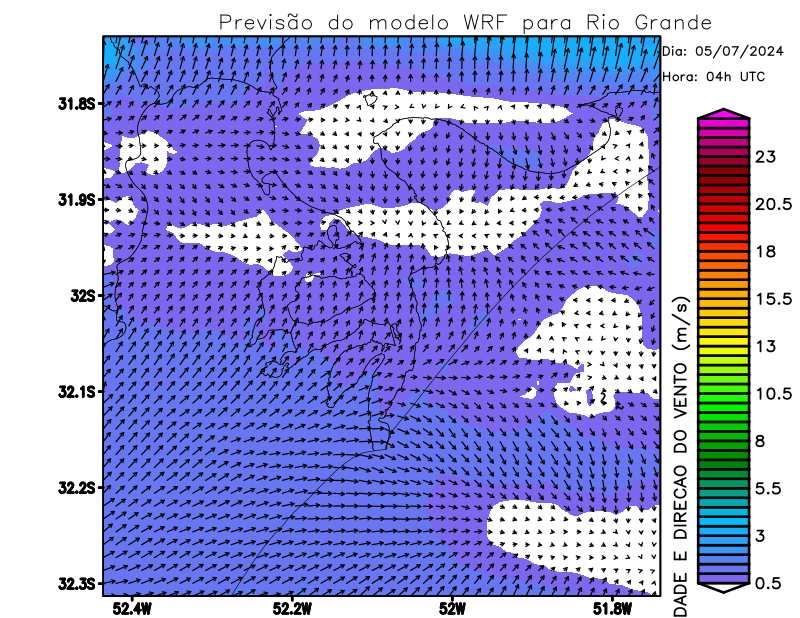 Previsão do modelo WRF para Rio Grande
Dia: 05/07/2024
Hora: 04h UTC
31.8S
31.9S
32S
32.1S
32.2S
32.3S
52.4W
52.2W
52W
51.8W
DADE E DIRECAO DO VENTO (m/s)
23
20.5
18
15.5
13
10.5
8
5.5
3
0.5